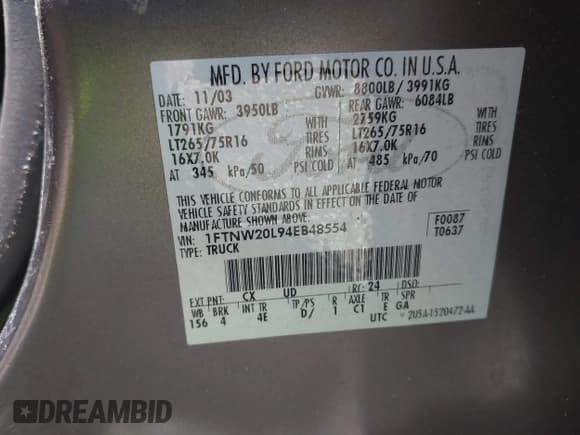 MFD. BY FORD MOTOR CO. IN U.S.A.
DATE: 11/03 GVWR: 8800LB/ 3991KG
FRONT GAWR: 3950LB REAR GAWR: 6084LB
1791KG WITH 2759KG WITH
LT265/75R16 TIRES LT265/75R16 TIRES
16X7.0K RIMS 16X7.0K RIMS
AT 345 kPa/50 PSI COLD AT 485 kPa/70 PSI COLD
THIS VEHICLE CONFORMS TO ALL APPLICABLE FEDERAL MOTOR
VEHICLE SAFETY STANDARDS IN EFFECT ON THE DATE OF
MANUFACTURE SHOWN ABOVE.
VIN: 1FTNW20L94EB48554 F0087
TYPE: TRUCK T0637
EXT PNT: CX UD RC: 24 DSO:
WB BRK INT TR TP/PS R AXLE TR SPR
156 4 4E D/ 1 C1 E GA
UTC 2U5A-1520472-AA
DREAMBID